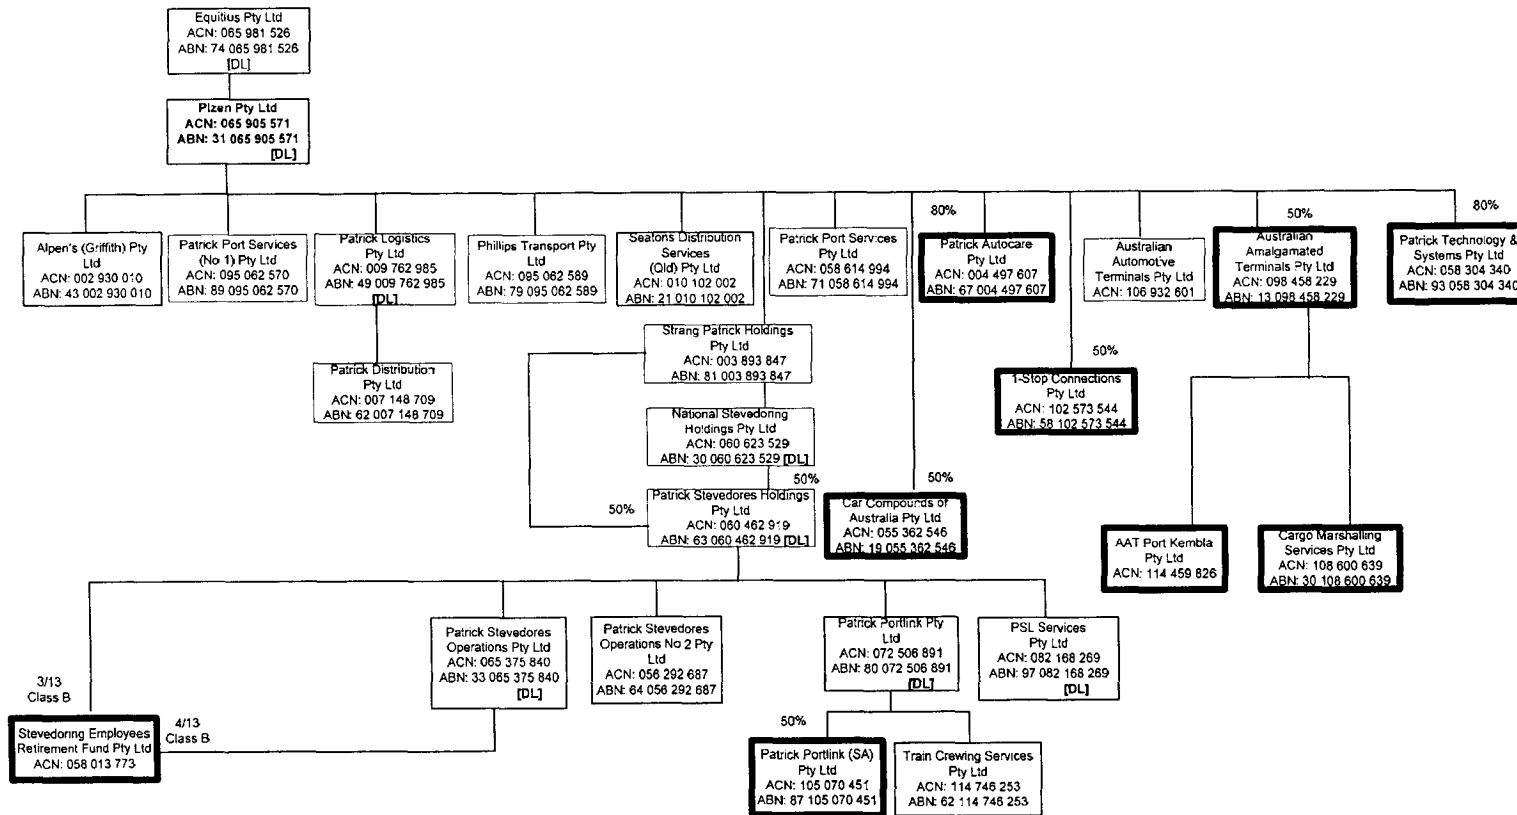 Equitius Pty Ltd
ACN: 065 981 526
ABN: 74 065 981 526
[DL]
Plzen Pty Ltd
ACN: 065 905 571
ABN: 31 065 905 571
[DL]
Alpen's (Griffith) Pty
Ltd
ACN: 002 930 010
ABN: 43 002 930 010
Patrick Port Services
(No 1) Pty Ltd
ACN: 095 062 570
ABN: 89 095 062 570
Patrick Logistics
Pty Ltd
ACN: 009 762 985
ABN: 49 009 762 985
[DL]
Phillips Transport Pty
Ltd
ACN: 095 062 589
ABN: 79 095 062 589
Seatons Distribution
Services
(Qld) Pty Ltd
ACN: 010 102 002
ABN: 21 010 102 002
Patrick Port Services
Pty Ltd
ACN: 058 614 994
ABN: 71 058 614 994
80%
Patrick Autocare
Pty Ltd
ACN: 004 497 607
ABN: 67 004 497 607
Australian
Automotive
Terminals Pty Ltd
ACN: 106 932 601
50%
Australian
Amalgamated
Terminals Pty Ltd
ACN: 098 458 229
ABN: 13 098 458 229
80%
Patrick Technology &
Systems Pty Ltd
ACN: 058 304 340
ABN: 93 058 304 340
Patrick Distribution
Pty Ltd
ACN: 007 148 709
ABN: 62 007 148 709
Strang Patrick Holdings
Pty Ltd
ACN: 003 893 847
ABN: 81 003 893 847
50%
1-Stop Connections
Pty Ltd
ACN: 102 573 544
ABN: 58 102 573 544
National Stevedoring
Holdings Pty Ltd
ACN: 060 623 529
ABN: 30 060 623 529 [DL]
50%
50%
Patrick Stevedores Holdings
Pty Ltd
ACN: 060 462 919
ABN: 63 060 462 919 [DL]
50%
Car Compounds of
Australia Pty Ltd
ACN: 055 362 546
ABN: 19 055 362 546
AAT Port Kembla
Pty Ltd
ACN: 114 459 826
Cargo Marshalling
Services Pty Ltd
ACN: 108 600 639
ABN: 30 108 600 639
Patrick Stevedores
Operations Pty Ltd
ACN: 065 375 840
ABN: 33 065 375 840
[DL]
Patrick Stevedores
Operations No 2 Pty
Ltd
ACN: 056 292 687
ABN: 64 056 292 687
Patrick Portlink Pty
Ltd
ACN: 072 506 891
ABN: 80 072 506 891
[DL]
PSL Services
Pty Ltd
ACN: 082 168 269
ABN: 97 082 168 269
[DL]
3/13
Class B
Stevedoring Employees
Retirement Fund Pty Ltd
ACN: 058 013 773
4/13
Class B
50%
Patrick Portlink (SA)
Pty Ltd
ACN: 105 070 451
ABN: 87 105 070 451
Train Crewing Services
Pty Ltd
ACN: 114 746 253
ABN: 62 114 746 253